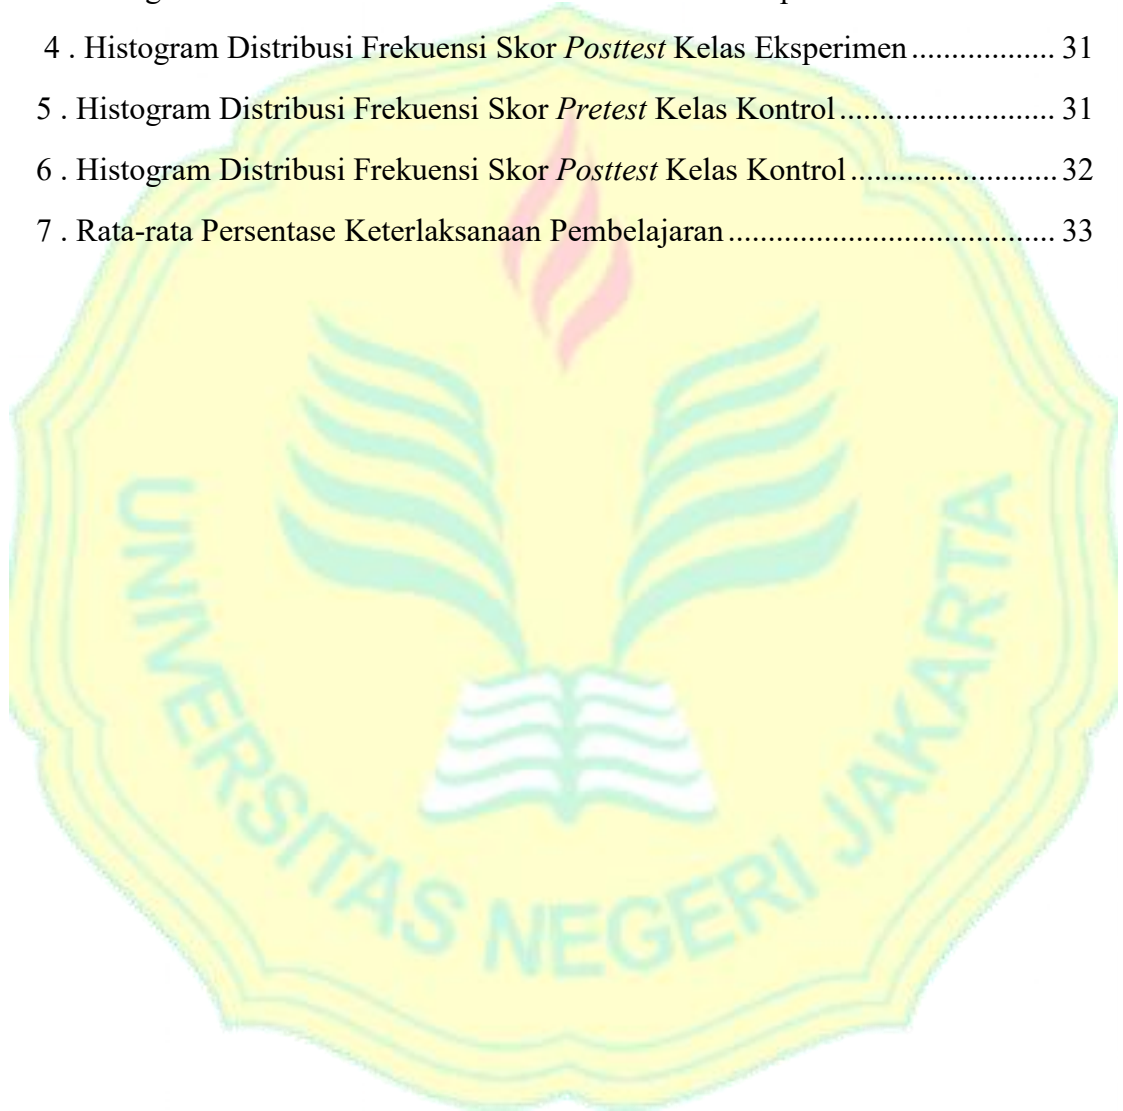 4 . Histogram Distribusi Frekuensi Skor Posttest Kelas Eksperimen ................. 31
5 . Histogram Distribusi Frekuensi Skor Pretest Kelas Kontrol ........................... 31
6 . Histogram Distribusi Frekuensi Skor Posttest Kelas Kontrol .......................... 32
7 . Rata-rata Persentase Keterlaksanaan Pembelajaran ......................................... 33
UNIVERSITAS NEGERI JAKARTA